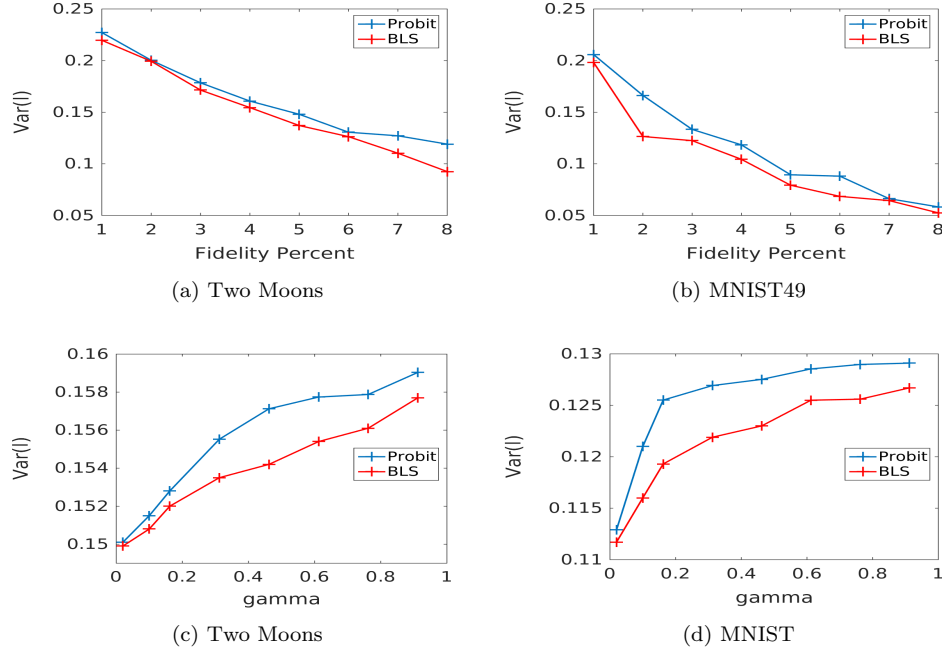 0.25
0.2
0.15
0.1
0.05
Var(l)
1 2 3 4 5 6 7 8
Fidelity Percent
Probit
BLS
(a) Two Moons
0.25
0.2
0.15
0.1
0.05
Var(l)
1 2 3 4 5 6 7 8
Fidelity Percent
Probit
BLS
(b) MNIST49
0.16
0.158
0.156
0.154
0.152
0.15
Var(l)
0 0.2 0.4 0.6 0.8 1
gamma
Probit
BLS
(c) Two Moons
0.13
0.125
0.12
0.115
0.11
Var(l)
0 0.2 0.4 0.6 0.8 1
gamma
Probit
BLS
(d) MNIST